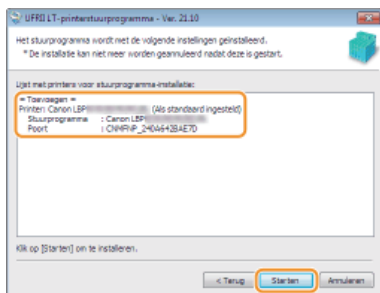 UFRII LT-printerstuurprogramma - Ver. 21.10
Het stuurprogramma wordt met de volgende instellingen geïnstalleerd.
* De installatie kan niet meer worden geannuleerd nadat deze is gestart.
Lijst met printers voor stuurprogramma-installatie:
= Toevoegen =
Printer: Canon LBP (Als standaard ingesteld)
Stuurprogramma : Canon LBP
Poort : CNMFNP_240A642BAE7D
Klik op [Starten] om te installeren.
< Terug Starten Annuleren